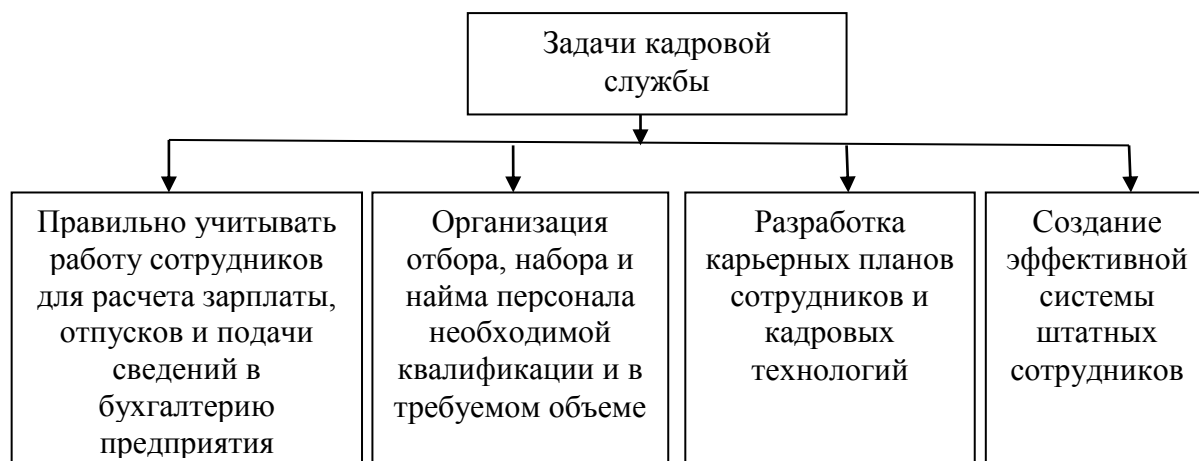 Задачи кадровой
службы
Правильно учитывать
работу сотрудников
для расчета зарплаты,
отпусков и подачи
сведений в
бухгалтерию
предприятия
Организация
отбора, набора и
найма персонала
необходимой
квалификации и в
требуемом объеме
Разработка
карьерных планов
сотрудников и
кадровых
технологий
Создание
эффективной
системы
штатных
сотрудников